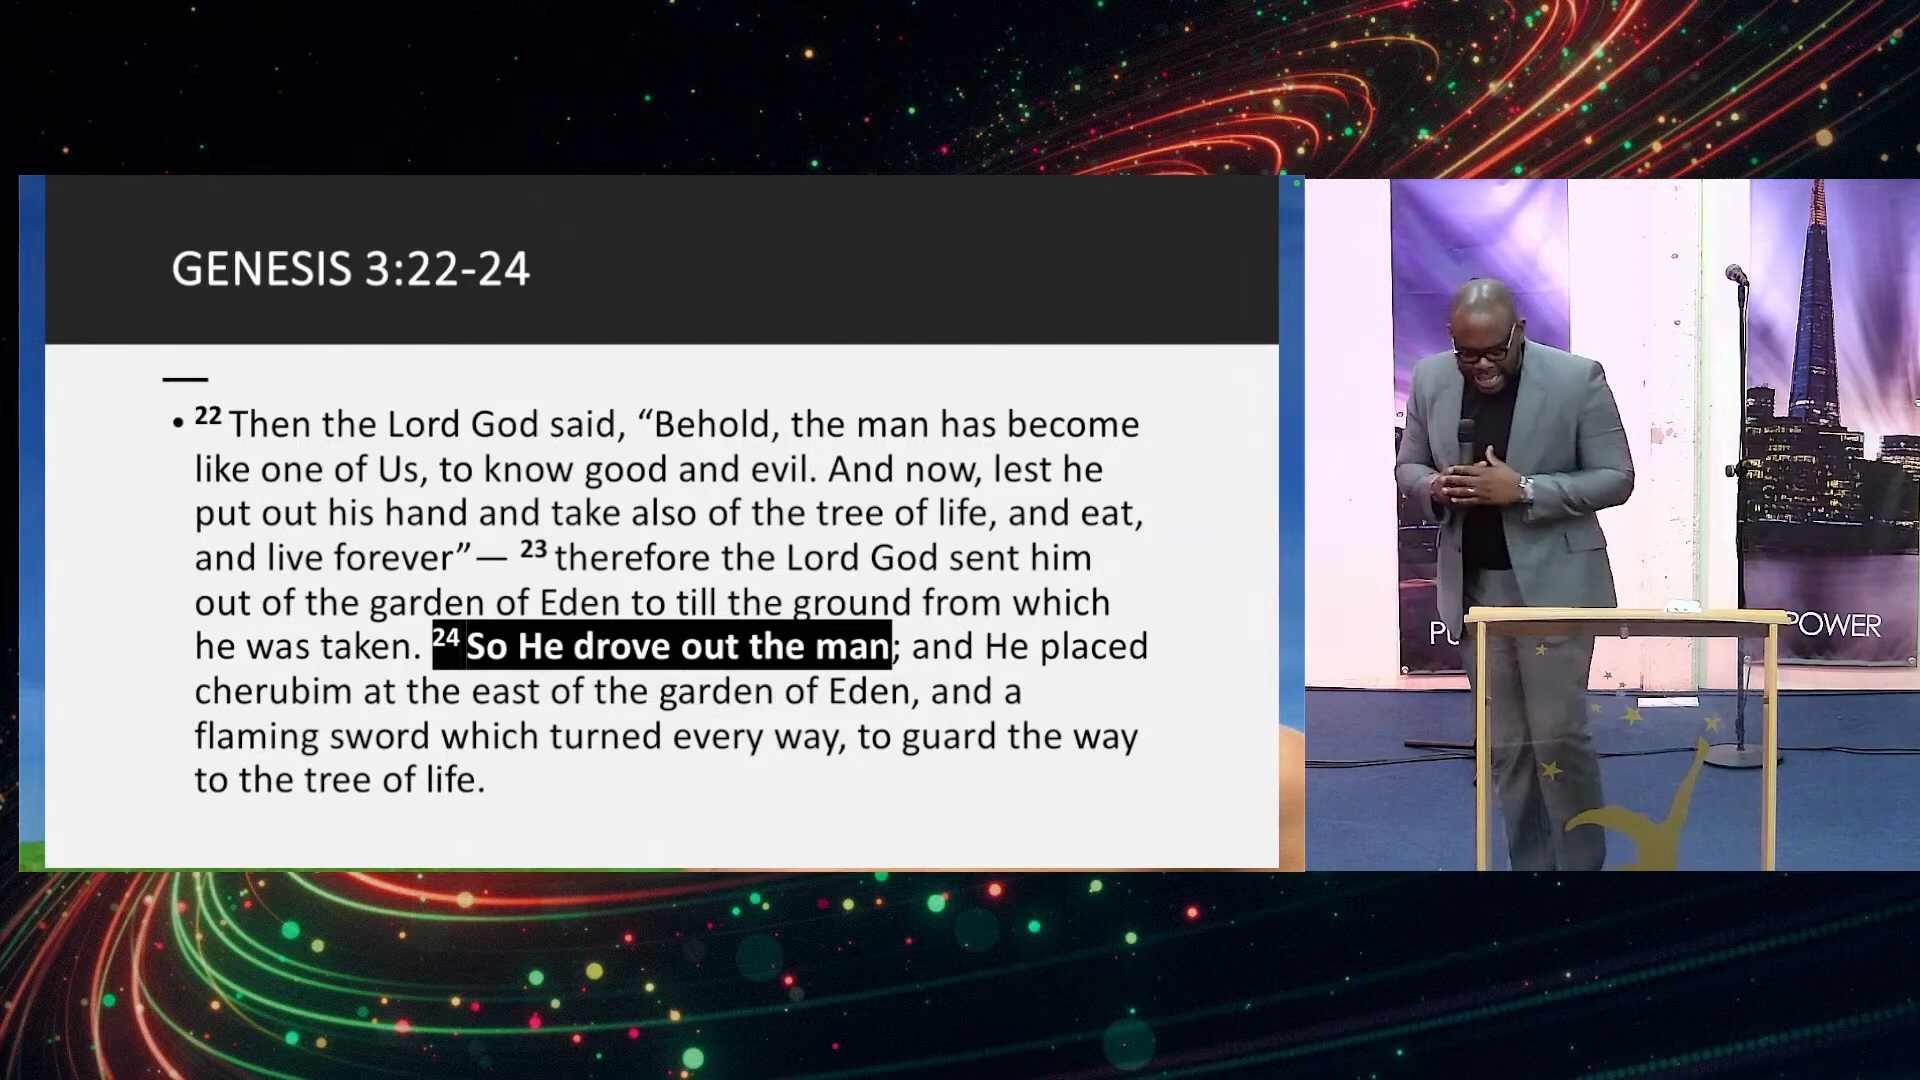 GENESIS 3:22-24
• 22 Then the Lord God said, “Behold, the man has become
like one of Us, to know good and evil. And now, lest he
put out his hand and take also of the tree of life, and eat,
and live forever”— 23 therefore the Lord God sent him
out of the garden of Eden to till the ground from which
he was taken. 24 So He drove out the man; and He placed
cherubim at the east of the garden of Eden, and a
flaming sword which turned every way, to guard the way
to the tree of life.
POWER